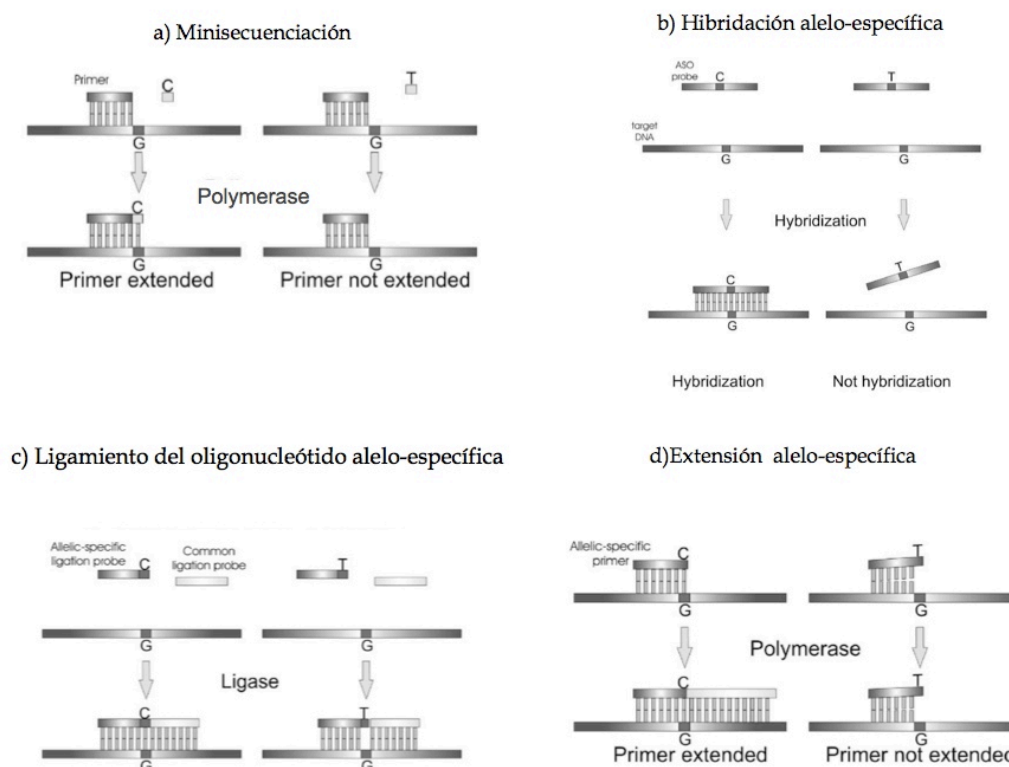 a) Minisecuenciación
Primer
C
T
G
G
Polymerase
C
G
G
Primer extended
Primer not extended
b) Hibridación alelo-específica
ASO
probe
C
T
target
DNA
G
G
Hybridization
C
T
G
G
Hybridization
Not hybridization
c) Ligamiento del oligonucleótido alelo-específica
Allelic-specific
ligation probe
C
Common
ligation probe
T
G
G
Ligase
C
T
G
G
d)Extensión alelo-específica
Allelic-specific
primer
C
T
G
G
Polymerase
C
T
G
G
Primer extended
Primer not extended